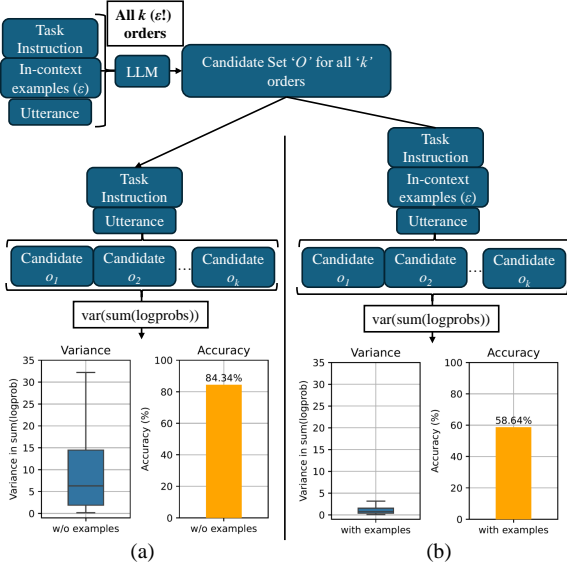 Task
Instruction
In-context
examples (ε)
Utterance
All k (ε!)
orders
LLM
Candidate Set 'O' for all 'k'
orders
Task
Instruction
Utterance
Candidate
o1
Candidate
o2
...
Candidate
ok
var(sum(logprobs))
Variance
Variance in sum(logprob)
35
30
25
20
15
10
5
0
w/o examples
Accuracy
Accuracy (%)
100
80
60
40
20
0
84.34%
w/o examples
(a)
Task
Instruction
In-context
examples (ε)
Utterance
Candidate
o1
Candidate
o2
...
Candidate
ok
var(sum(logprobs))
Variance
Variance in sum(logprob)
35
30
25
20
15
10
5
0
with examples
Accuracy
Accuracy (%)
100
80
60
40
20
0
58.64%
with examples
(b)